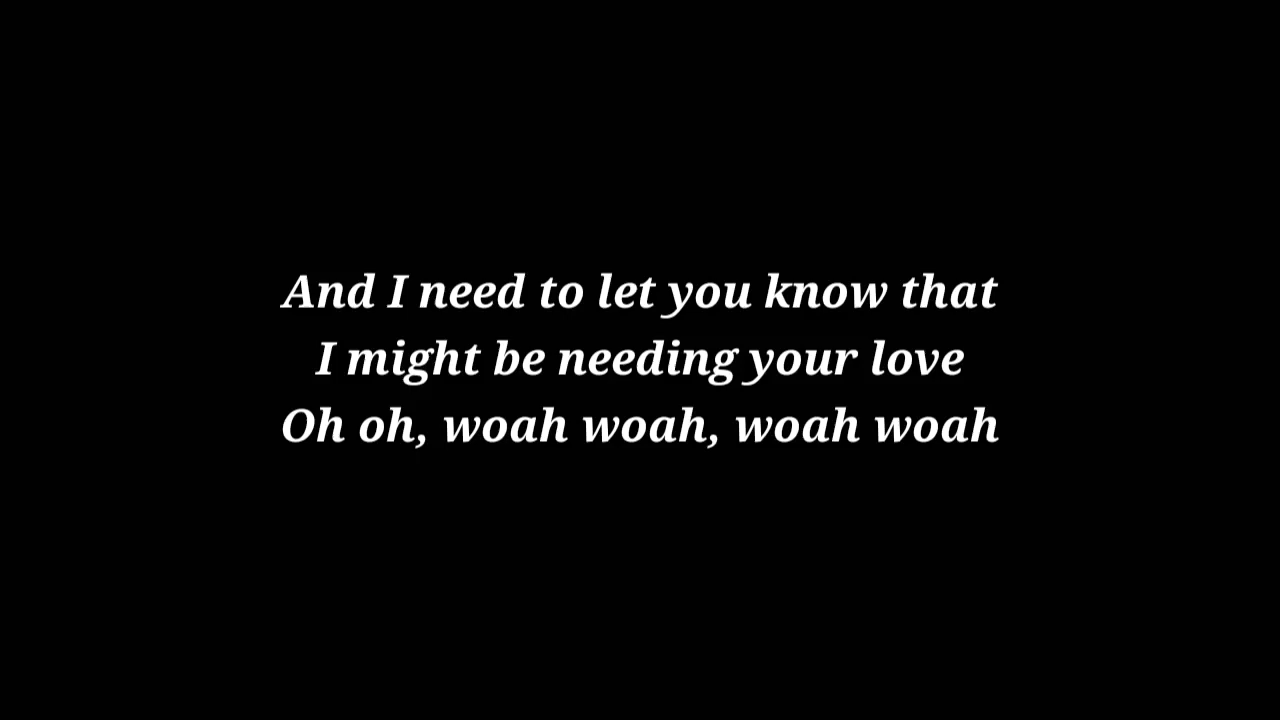 And I need to let you know that
I might be needing your love
Oh oh, woah woah, woah woah